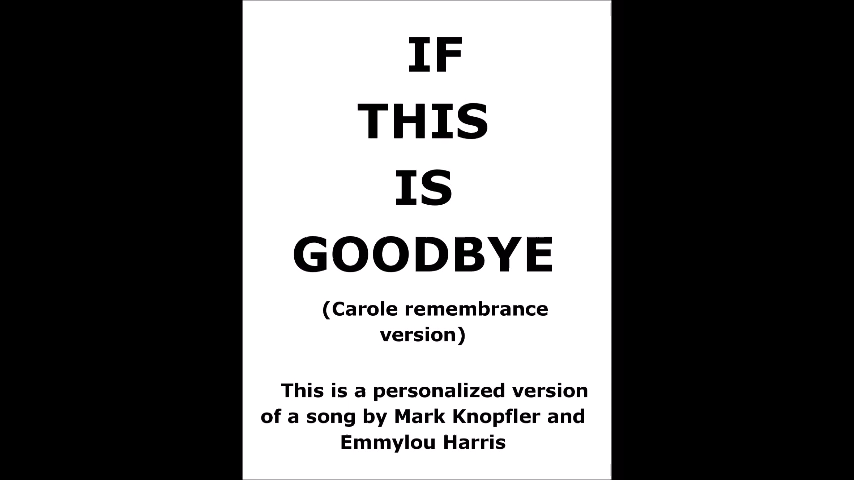 IF
THIS
IS
GOODBYE
(Carole remembrance
version)
This is a personalized version
of a song by Mark Knopfler and
Emmylou Harris